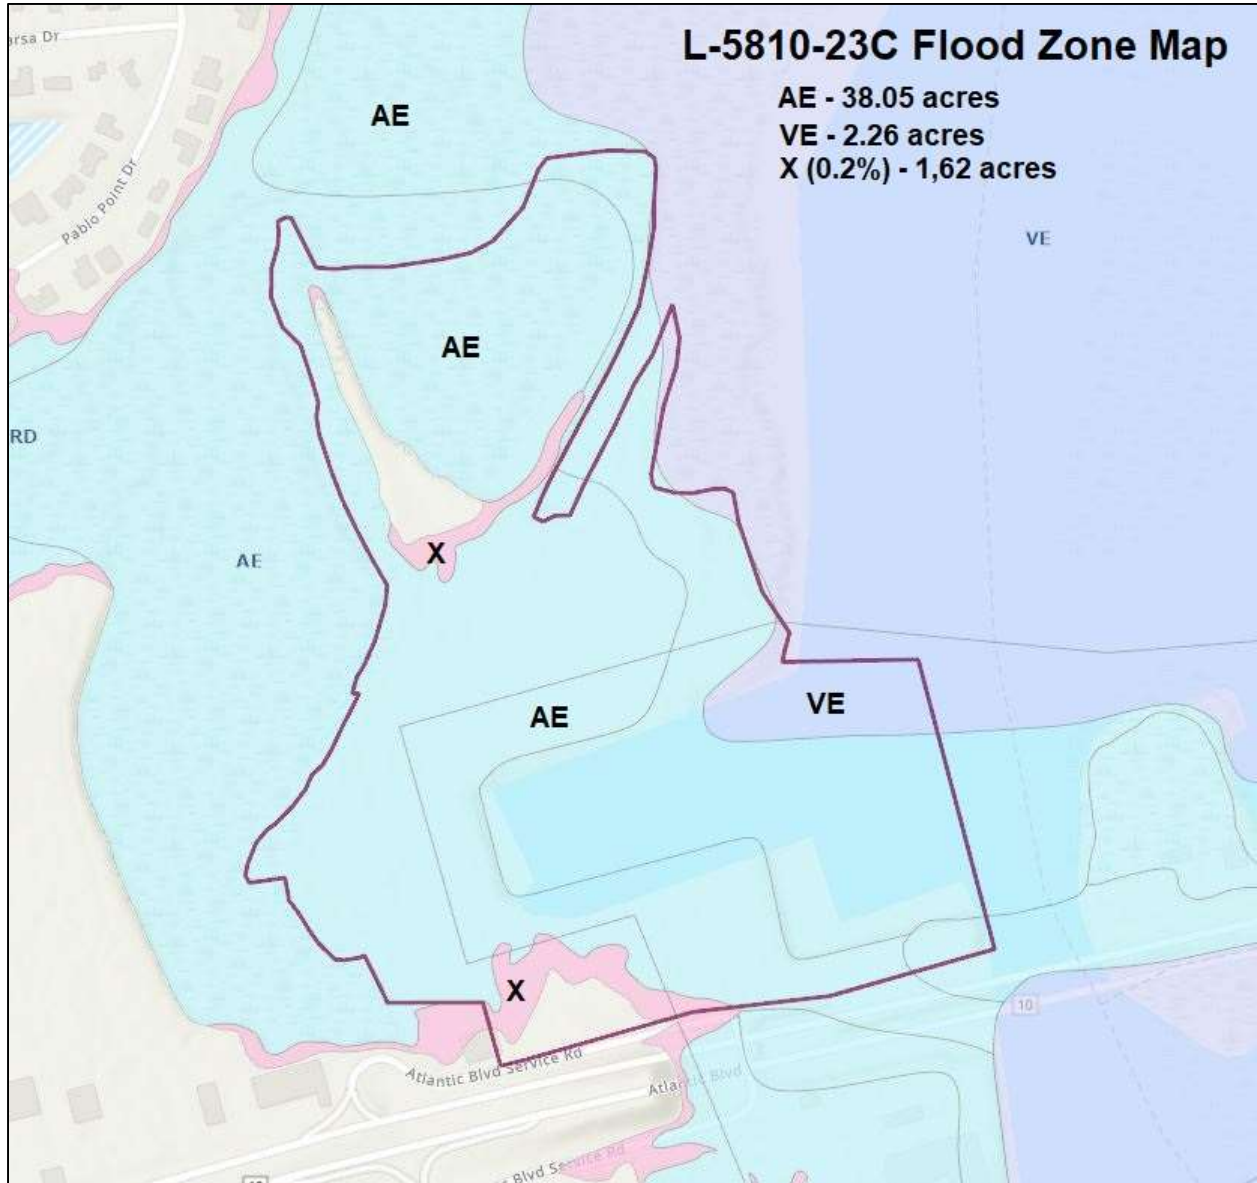 L-5810-23C Flood Zone Map
AE - 38.05 acres
VE - 2.26 acres
X (0.2%) - 1,62 acres
arsa Dr
AE
Pablo Point Dr
VE
AE
RD
X
AE
AE
VE
X
10
Atlantic Blvd Service Rd
Atlantic Blvd
Blvd Service Rd